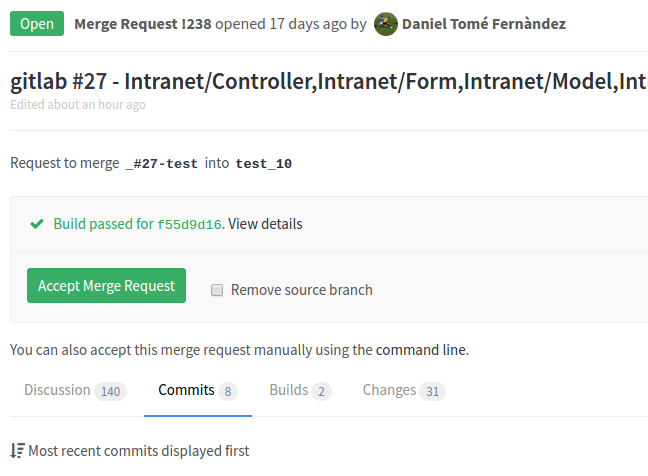 Open Merge Request !238 opened 17 days ago by Daniel Tomé Fernàndez
gitlab #27 - Intranet/Controller,Intranet/Form,Intranet/Model,Int
Edited about an hour ago
Request to merge _#27-test into test_10
Build passed for f55d9d16. View details
Accept Merge Request Remove source branch
You can also accept this merge request manually using the command line.
Discussion 140 Commits 8 Builds 2 Changes 31
Most recent commits displayed first